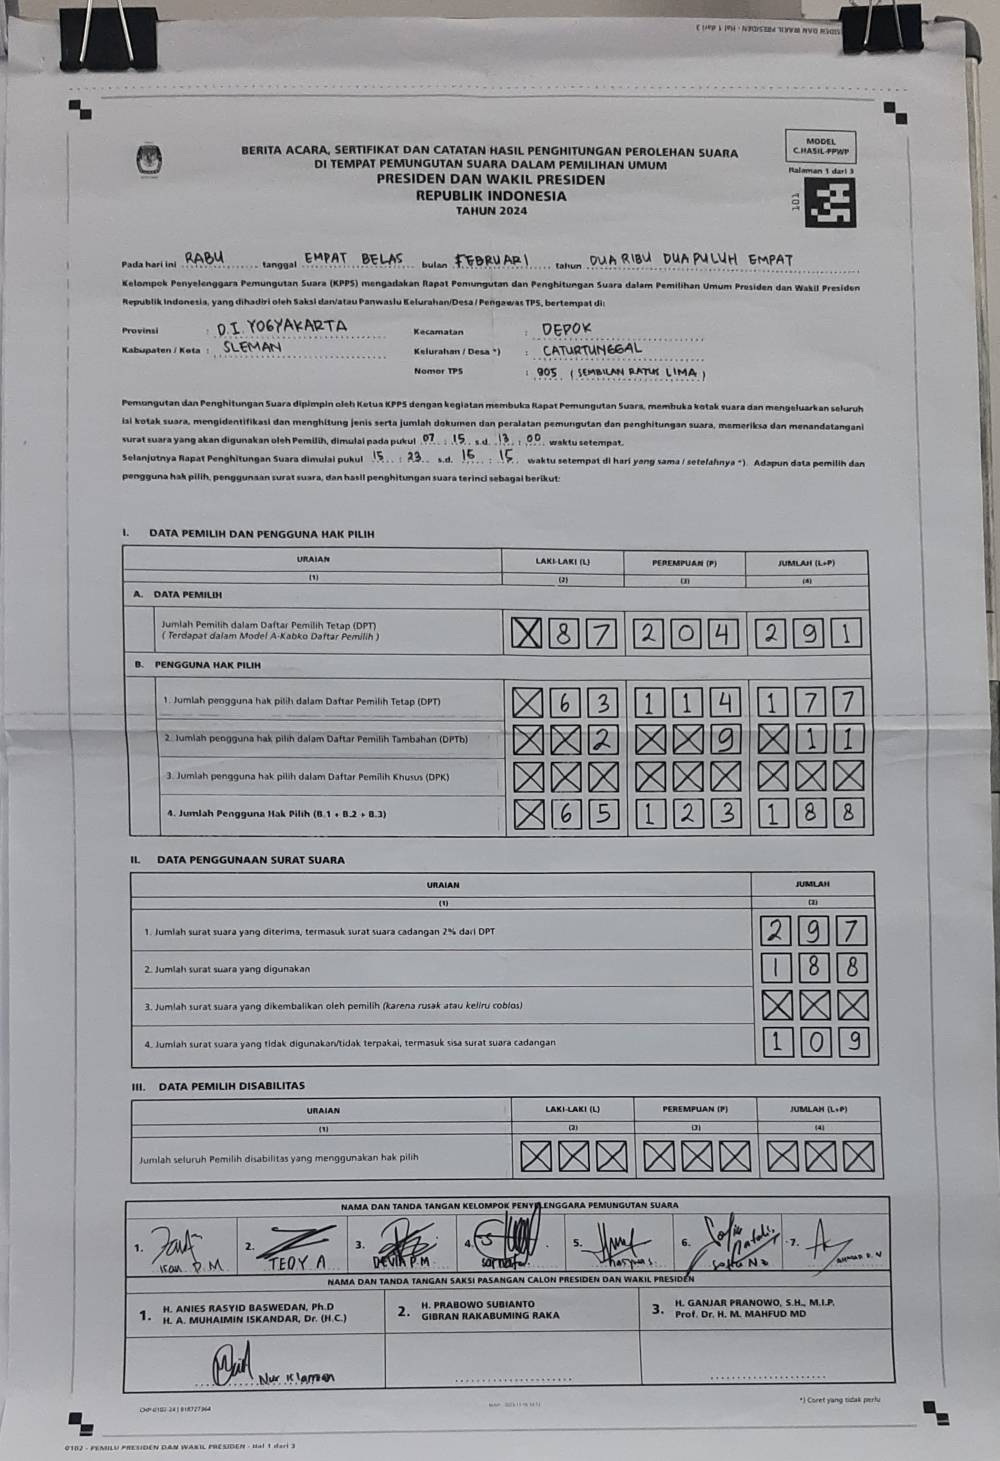 BERITA ACARA, SERTIFIKAT DAN CATATAN HASIL PENGHITUNGAN PEROLEHAN SUARA
DI TEMPAT PEMUNGUTAN SUARA DALAM PEMILIHAN UMUM
PRESIDEN DAN WAKIL PRESIDEN
REPUBLIK INDONESIA
TAHUN 2024
MODEL
C.HASIL-PPWP
Halaman 1 dari 3
101
Pada hari ini RABU tanggal EMPAT BELAS bulan FEBRUARI tahun DUA RIBU DUA PULUH EMPAT
Kelompok Penyelenggara Pemungutan Suara (KPPS) mengadakan Rapat Pemungutan dan Penghitungan Suara dalam Pemilihan Umum Presiden dan Wakil Presiden
Republik Indonesia, yang dihadiri oleh Saksi dan/atau Panwaslu Kelurahan/Desa / Pengawas TPS, bertempat di:
Provinsi : D.I. YOGYAKARTA Kecamatan : DEPOK
Kabupaten / Kota : SLEMAN Kelurahan / Desa *) : CATURTUNGGAL
Nomor TPS : 905 (SEMBILAN RATUS LIMA)
Pemungutan dan Penghitungan Suara dipimpin oleh Ketua KPPS dengan kegiatan membuka Rapat Pemungutan Suara, membuka kotak suara dan mengeluarkan seluruh
isi kotak suara, mengidentifikasi dan menghitung jenis serta jumlah dokumen dan peralatan pemungutan dan penghitungan suara, memeriksa dan menandatangani
surat suara yang akan digunakan oleh Pemilih, dimulai pada pukul 07 : 15 s.d. 13 : 00 waktu setempat.
Selanjutnya Rapat Penghitungan Suara dimulai pukul 15 : 23 s.d. 15 : 15 waktu setempat di hari yang sama / setelahnya *). Adapun data pemilih dan
pengguna hak pilih, penggunaan surat suara, dan hasil penghitungan suara terinci sebagai berikut:
I. DATA PEMILIH DAN PENGGUNA HAK PILIH
URAIAN LAKI-LAKI (L) PEREMPUAN (P) JUMLAH (L+P)
(1) (2) (3) (4)
A. DATA PEMILIH
Jumlah Pemilih dalam Daftar Pemilih Tetap (DPT) X 8 7 2 0 4 2 9 1
( Terdapat dalam Model A-Kabko Daftar Pemilih )
B. PENGGUNA HAK PILIH
1. Jumlah pengguna hak pilih dalam Daftar Pemilih Tetap (DPT) X 6 3 1 1 4 1 7 7
2. Jumlah pengguna hak pilih dalam Daftar Pemilih Tambahan (DPTb) X X 2 X X 9 X 1 1
3. Jumlah pengguna hak pilih dalam Daftar Pemilih Khusus (DPK) X X X X X X X X X
4. Jumlah Pengguna Hak Pilih (B.1 + B.2 + B.3) X 6 5 1 2 3 1 8 8
II. DATA PENGGUNAAN SURAT SUARA
URAIAN JUMLAH
(1) (2)
1. Jumlah surat suara yang diterima, termasuk surat suara cadangan 2% dari DPT 2 9 7
2. Jumlah surat suara yang digunakan 1 8 8
3. Jumlah surat suara yang dikembalikan oleh pemilih (karena rusak atau keliru coblos) X X X
4. Jumlah surat suara yang tidak digunakan/tidak terpakai, termasuk sisa surat suara cadangan 1 0 9
III. DATA PEMILIH DISABILITAS
URAIAN LAKI-LAKI (L) PEREMPUAN (P) JUMLAH (L+P)
(1) (2) (3) (4)
Jumlah seluruh Pemilih disabilitas yang menggunakan hak pilih X X X X X X X X X
NAMA DAN TANDA TANGAN KELOMPOK PENYELENGGARA PEMUNGUTAN SUARA
1. 2. 3. 4. 5. 6. 7.
TEDY A DEVIA P.M
NAMA DAN TANDA TANGAN SAKSI PASANGAN CALON PRESIDEN DAN WAKIL PRESIDEN
1. H. ANIES RASYID BASWEDAN, Ph.D
H. A. MUHAIMIN ISKANDAR, Dr. (H.C.)
2. H. PRABOWO SUBIANTO
GIBRAN RAKABUMING RAKA
3. H. GANJAR PRANOWO, S.H., M.I.P.
Prof. Dr. H. M. MAHFUD MD
*) Coret yang tidak perlu
0102 - PEMILU PRESIDEN DAN WAKIL PRESIDEN - Hal 1 dari 3